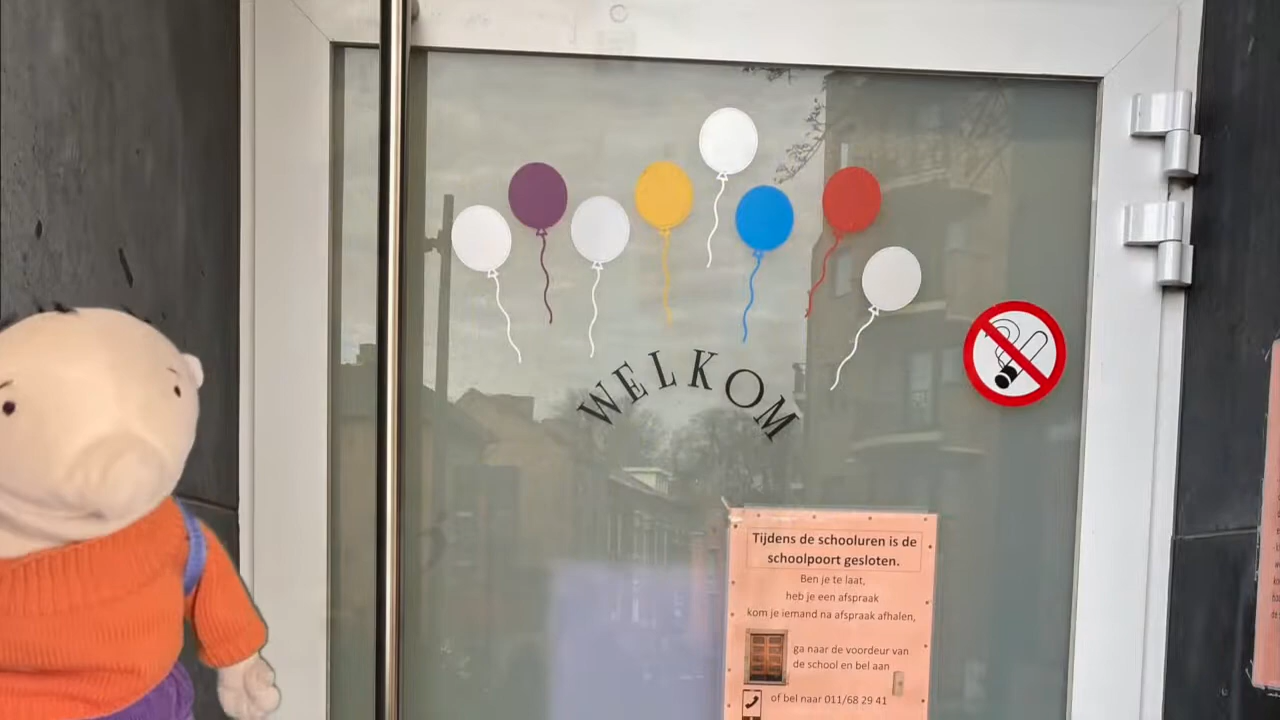 WELKOM
Tijdens de schooluren is de
schoolpoort gesloten.
Ben je te laat,
heb je een afspraak
kom je iemand na afspraak afhalen,
ga naar de voordeur van
de school en bel aan
of bel naar 011/68 29 41